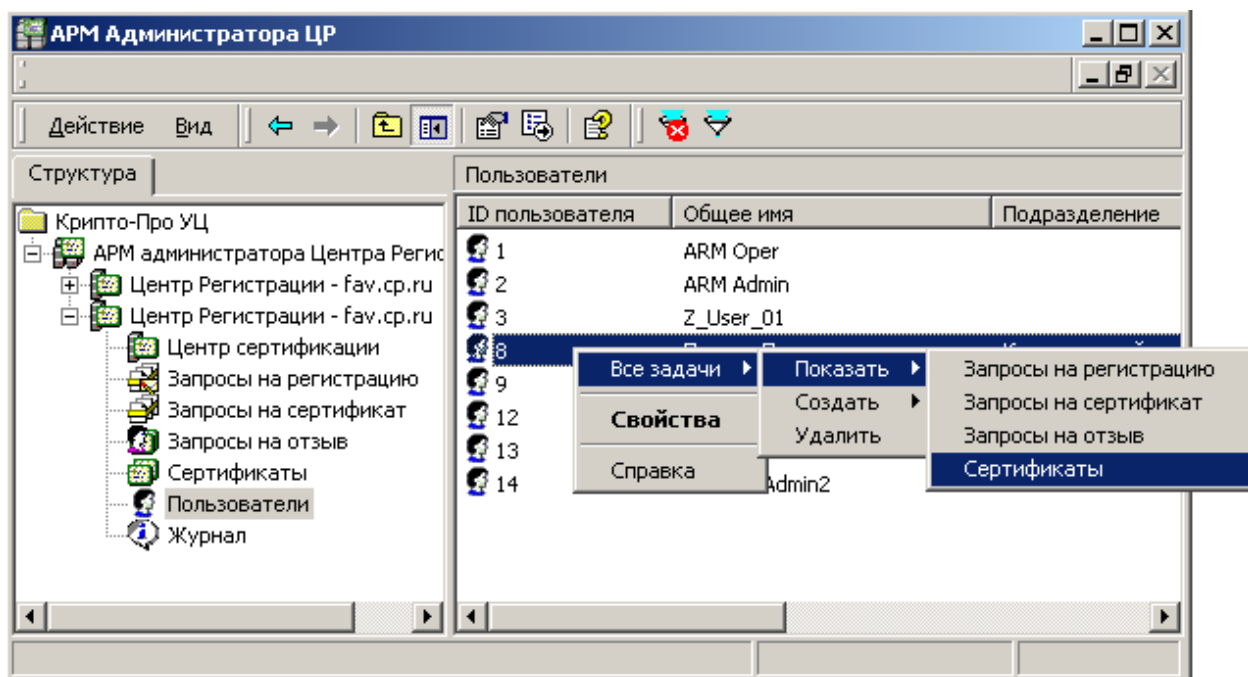 АРМ Администратора ЦР
Действие Вид
Структура
Пользователи
Крипто-Про УЦ
АРМ администратора Центра Регис
Центр Регистрации - fav.cp.ru
Центр Регистрации - fav.cp.ru
Центр сертификации
Запросы на регистрацию
Запросы на сертификат
Запросы на отзыв
Сертификаты
Пользователи
Журнал
ID пользователя Общее имя Подразделение
1 ARM Oper
2 ARM Admin
3 Z_User_01
8
9
12
13
14 Admin2
Все задачи
Свойства
Справка
Показать
Создать
Удалить
Запросы на регистрацию
Запросы на сертификат
Запросы на отзыв
Сертификаты